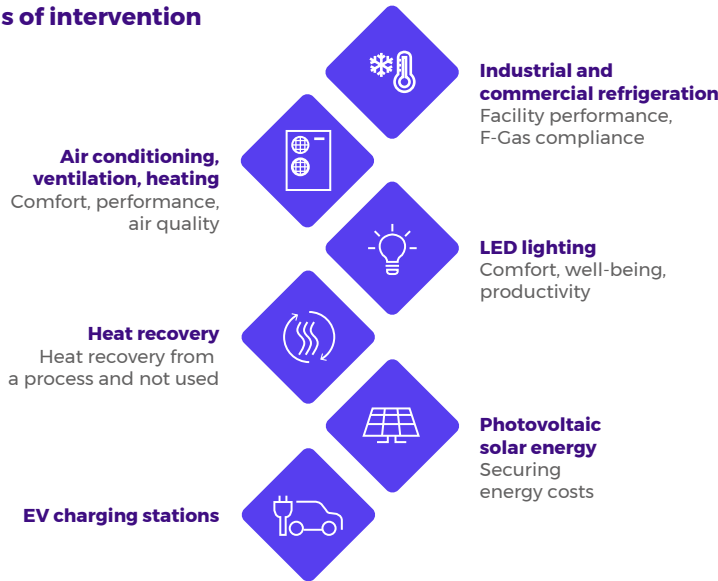 s of intervention
Industrial and
commercial refrigeration
Facility performance,
F-Gas compliance
Air conditioning,
ventilation, heating
Comfort, performance,
air quality
LED lighting
Comfort, well-being,
productivity
Heat recovery
Heat recovery from
a process and not used
Photovoltaic
solar energy
Securing
energy costs
EV charging stations